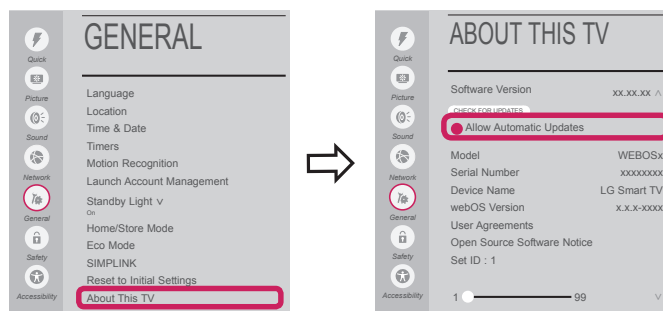 GENERAL
Quick
Picture
Sound
Network
General
Safety
Accessibility
Language
Location
Time & Date
Timers
Motion Recognition
Launch Account Management
Standby Light ∨
On
Home/Store Mode
Eco Mode
SIMPLINK
Reset to Initial Settings
About This TV
ABOUT THIS TV
Quick
Picture
Sound
Network
General
Safety
Accessibility
Software Version xx.xx.xx ∧
CHECK FOR UPDATES
Allow Automatic Updates
Model WEBOSx
Serial Number xxxxxxxx
Device Name LG Smart TV
webOS Version x.x.x-xxxx
User Agreements
Open Source Software Notice
Set ID : 1
1 99 ∨